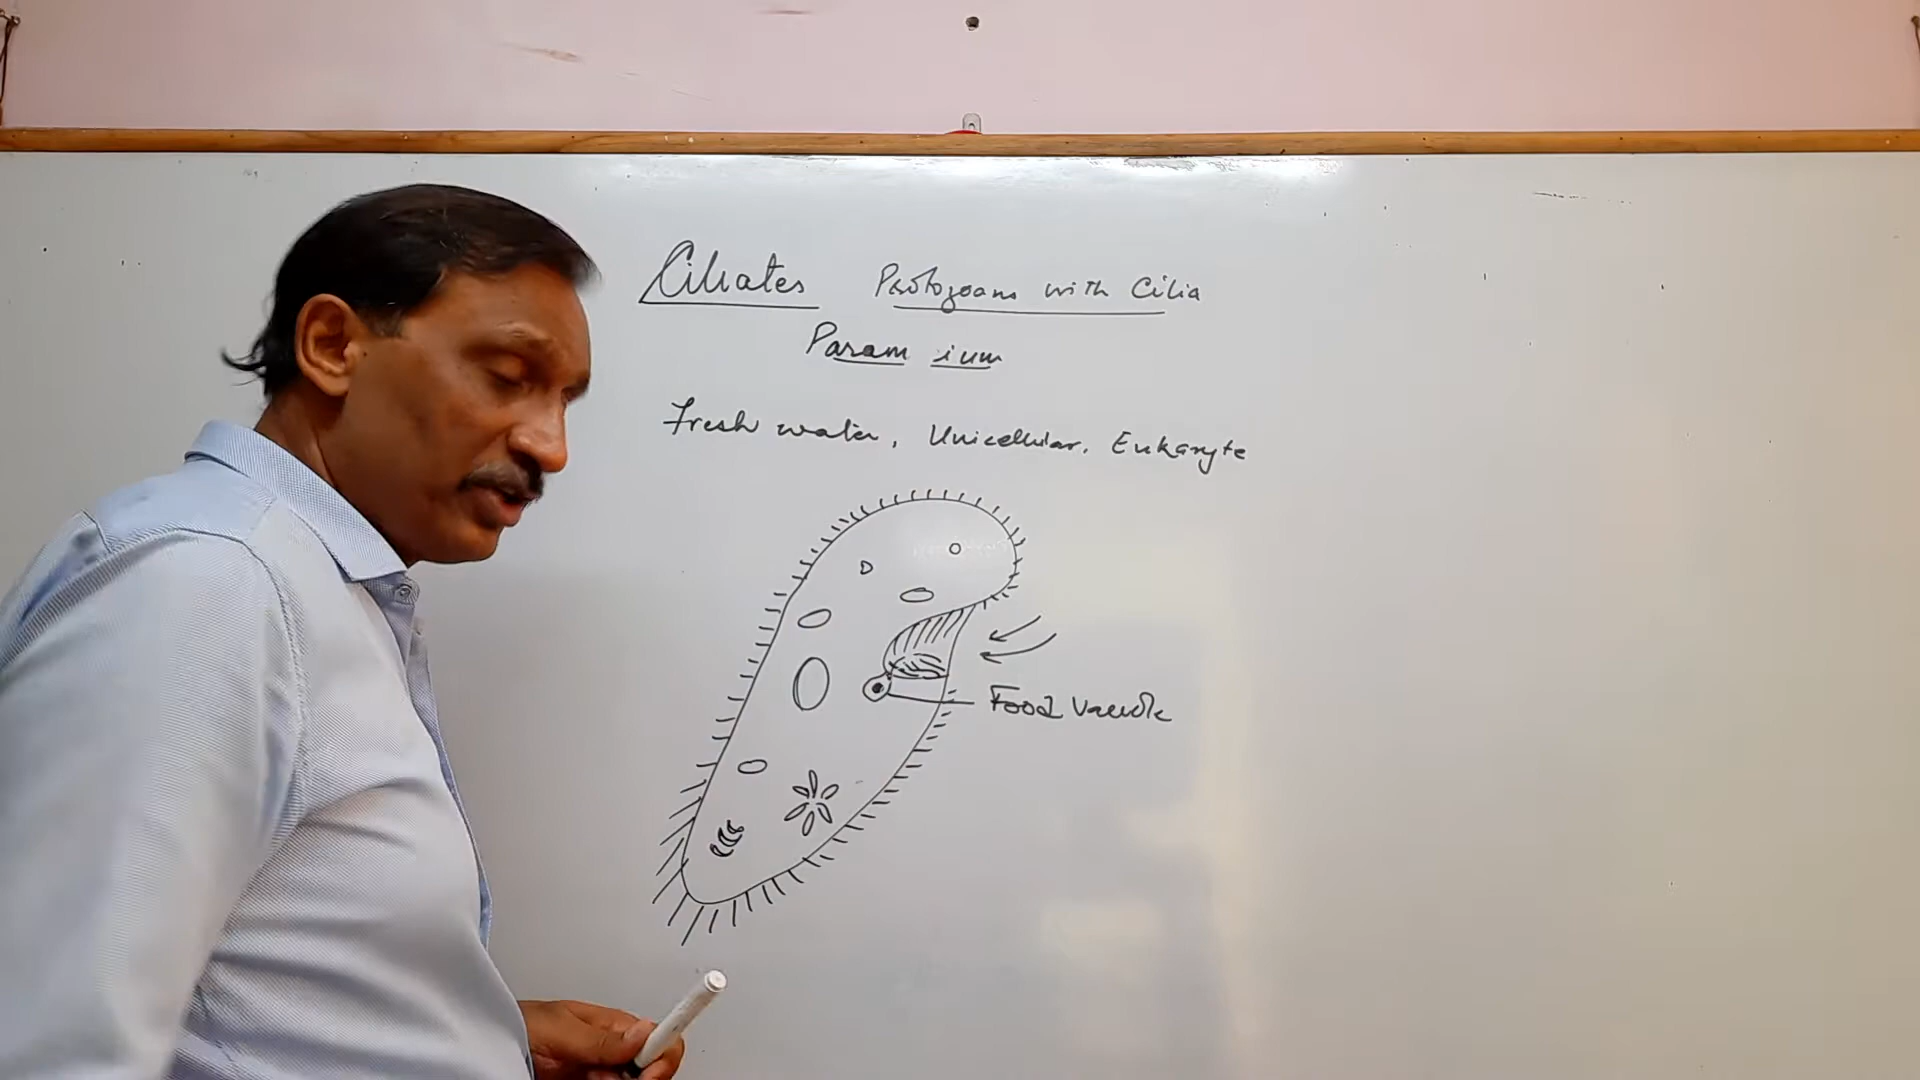 Ciliates Protozoans with Cilia
Param ium
Fresh water, Unicellular, Eukaryte
Food Vacuole